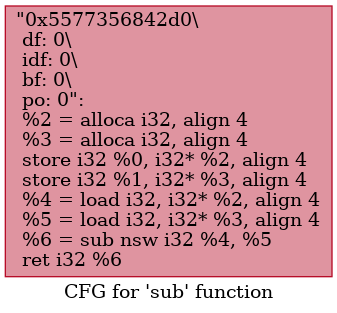 "0x5577356842d0\
df: 0\
idf: 0\
bf: 0\
po: 0":
%2 = alloca i32, align 4
%3 = alloca i32, align 4
store i32 %0, i32* %2, align 4
store i32 %1, i32* %3, align 4
%4 = load i32, i32* %2, align 4
%5 = load i32, i32* %3, align 4
%6 = sub nsw i32 %4, %5
ret i32 %6
CFG for 'sub' function